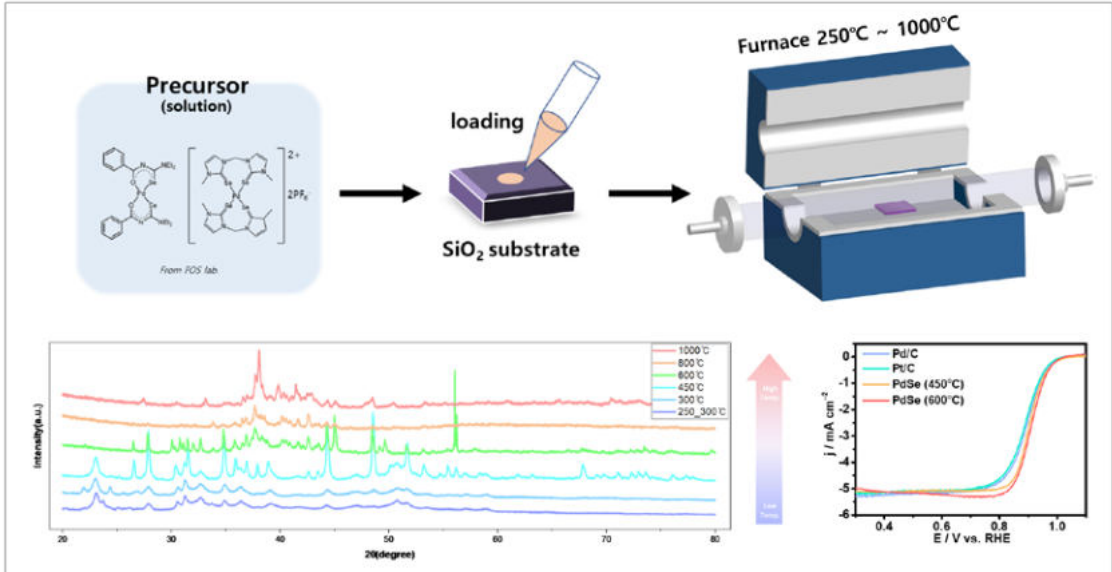 Precursor
(solution)
2+
2PF₆⁻
From FOS lab.
loading
SiO₂ substrate
Furnace 250℃ ~ 1000℃
Intensity(a.u.)
1000℃
800℃
600℃
450℃
300℃
250_300℃
20
30
40
50
60
70
80
2θ(degree)
High
Temp.
Low
Temp.
Pd/C
Pt/C
PdSe (450°C)
PdSe (600°C)
j / mA cm⁻²
0
-1
-2
-3
-4
-5
-6
0.4
0.6
0.8
1.0
E / V vs. RHE